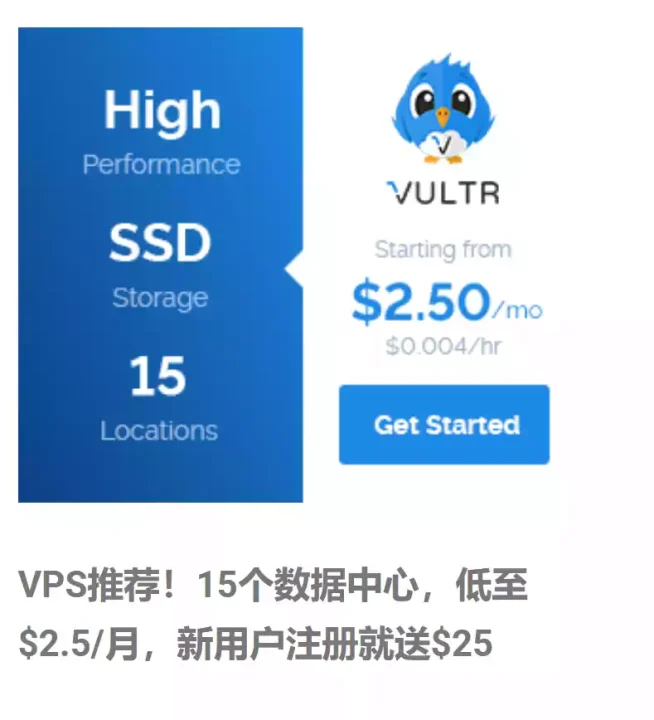 High
Performance
SSD
Storage
15
Locations
VULTR
Starting from
$2.50/mo
$0.004/hr
Get Started
VPS推荐！15个数据中心，低至
$2.5/月，新用户注册就送$25